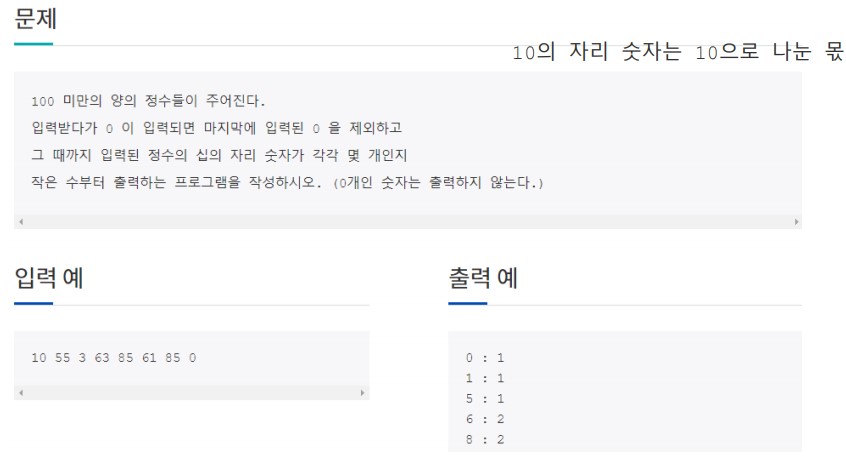 문제
10의 자리 숫자는 10으로 나눈 몫
100 미만의 양의 정수들이 주어진다.
입력받다가 0 이 입력되면 마지막에 입력된 0 을 제외하고
그 때까지 입력된 정수의 십의 자리 숫자가 각각 몇 개인지
작은 수부터 출력하는 프로그램을 작성하시오. (0개인 숫자는 출력하지 않는다.)
입력 예
10 55 3 63 85 61 85 0
출력 예
0 : 1
1 : 1
5 : 1
6 : 2
8 : 2